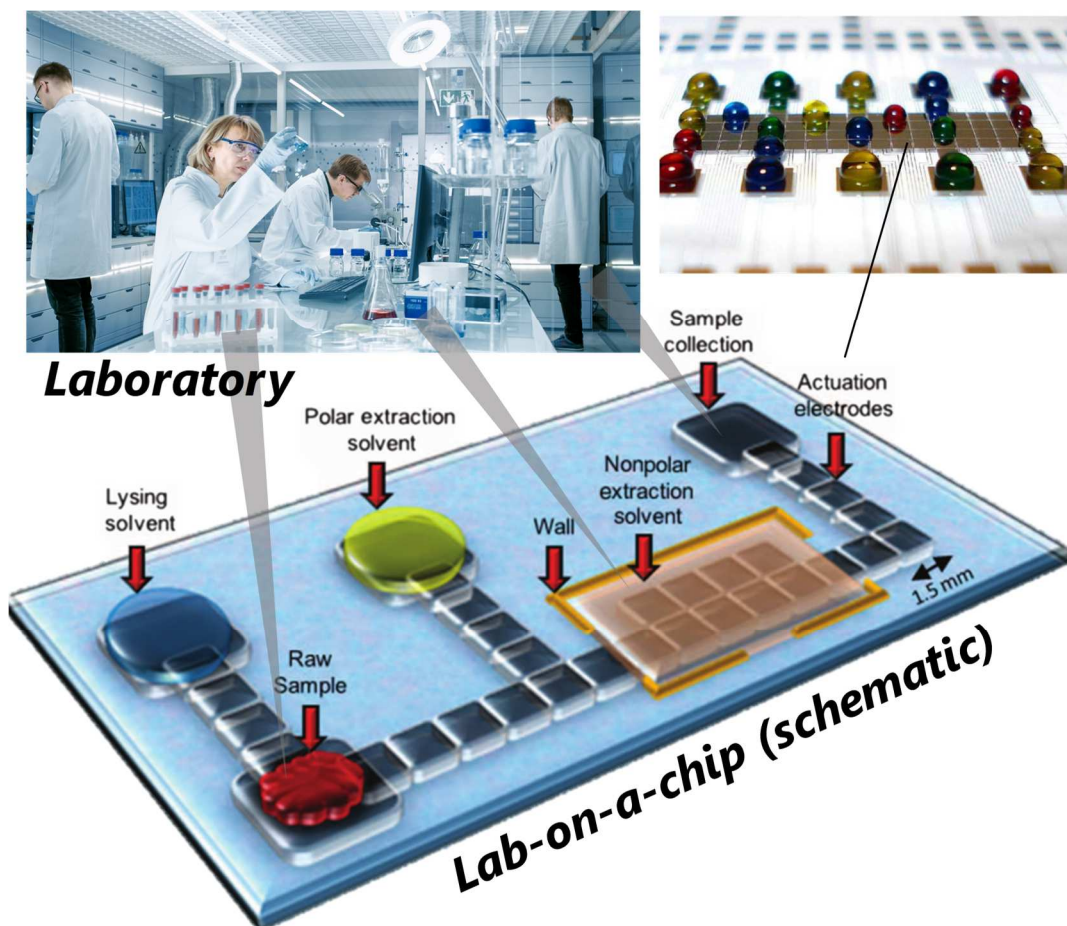 Laboratory
Sample
collection
Actuation
electrodes
Polar extraction
solvent
Nonpolar
extraction
solvent
Lysing
solvent
Wall
1.5 mm
Raw
Sample
Lab-on-a-chip (schematic)